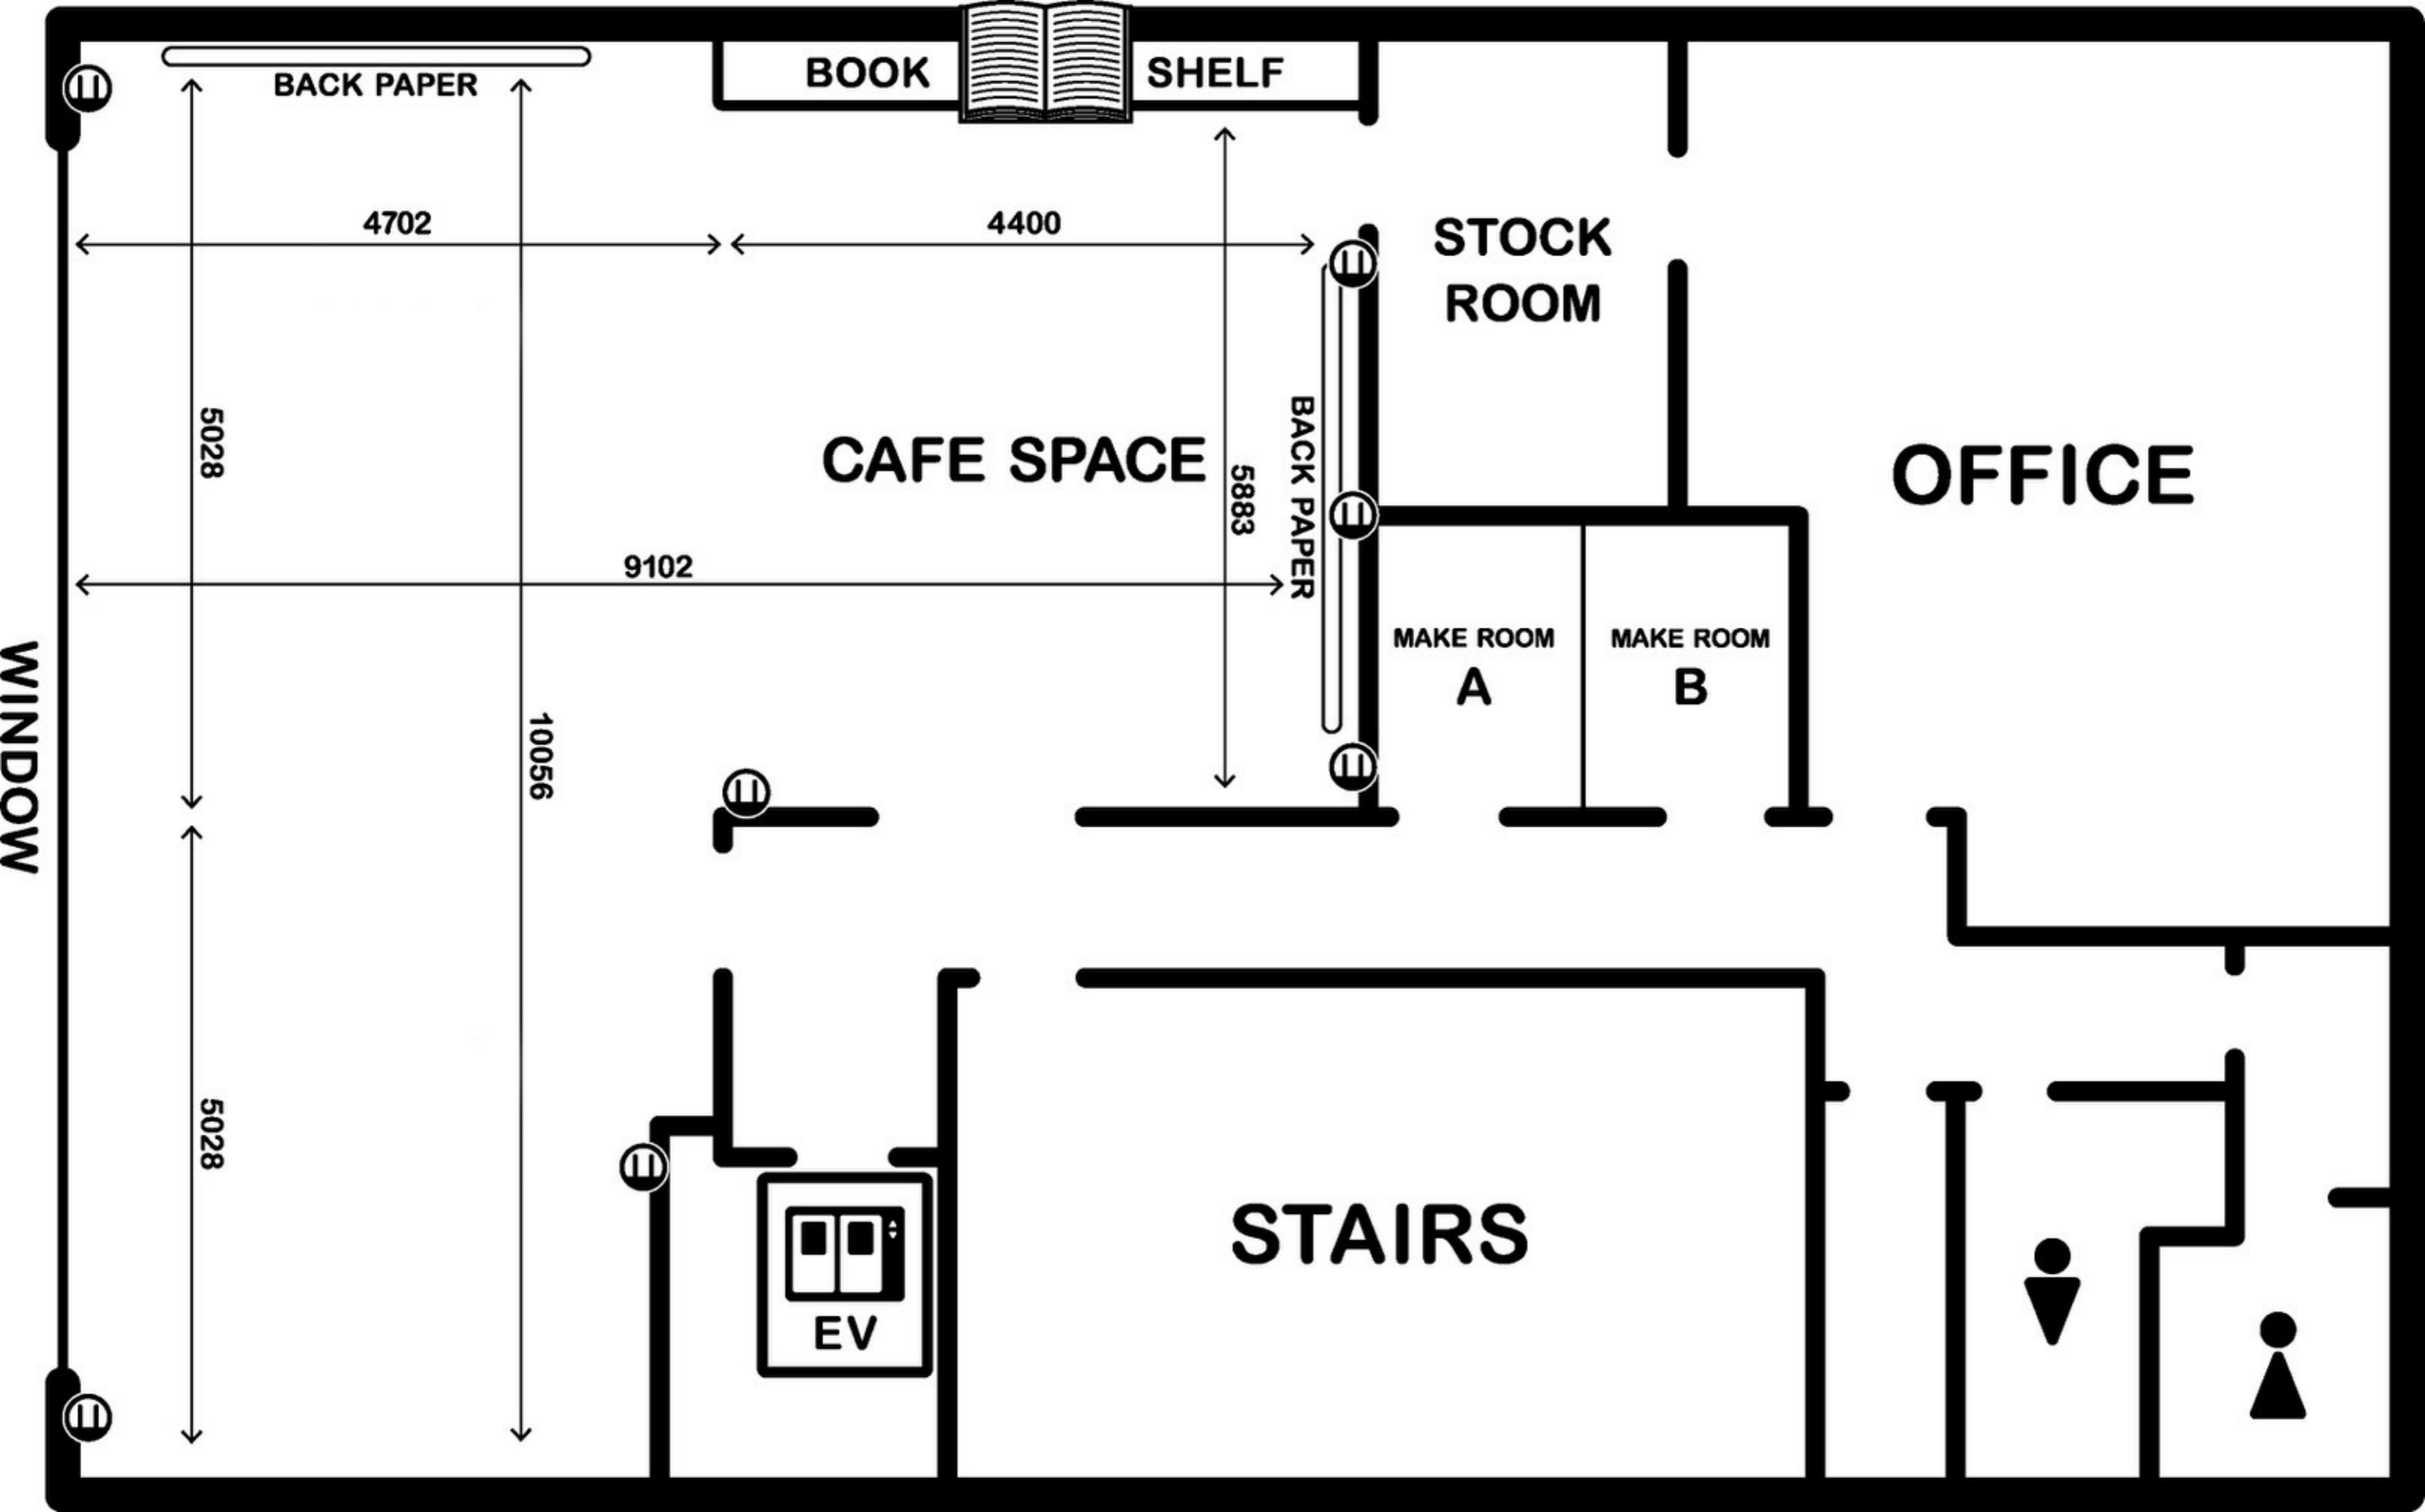 BOOK SHELF
BACK PAPER
4702
4400
STOCK
ROOM
5028
CAFE SPACE
5883
BACK PAPER
OFFICE
9102
MAKE ROOM
A
MAKE ROOM
B
WINDOW
10056
5028
STAIRS
EV